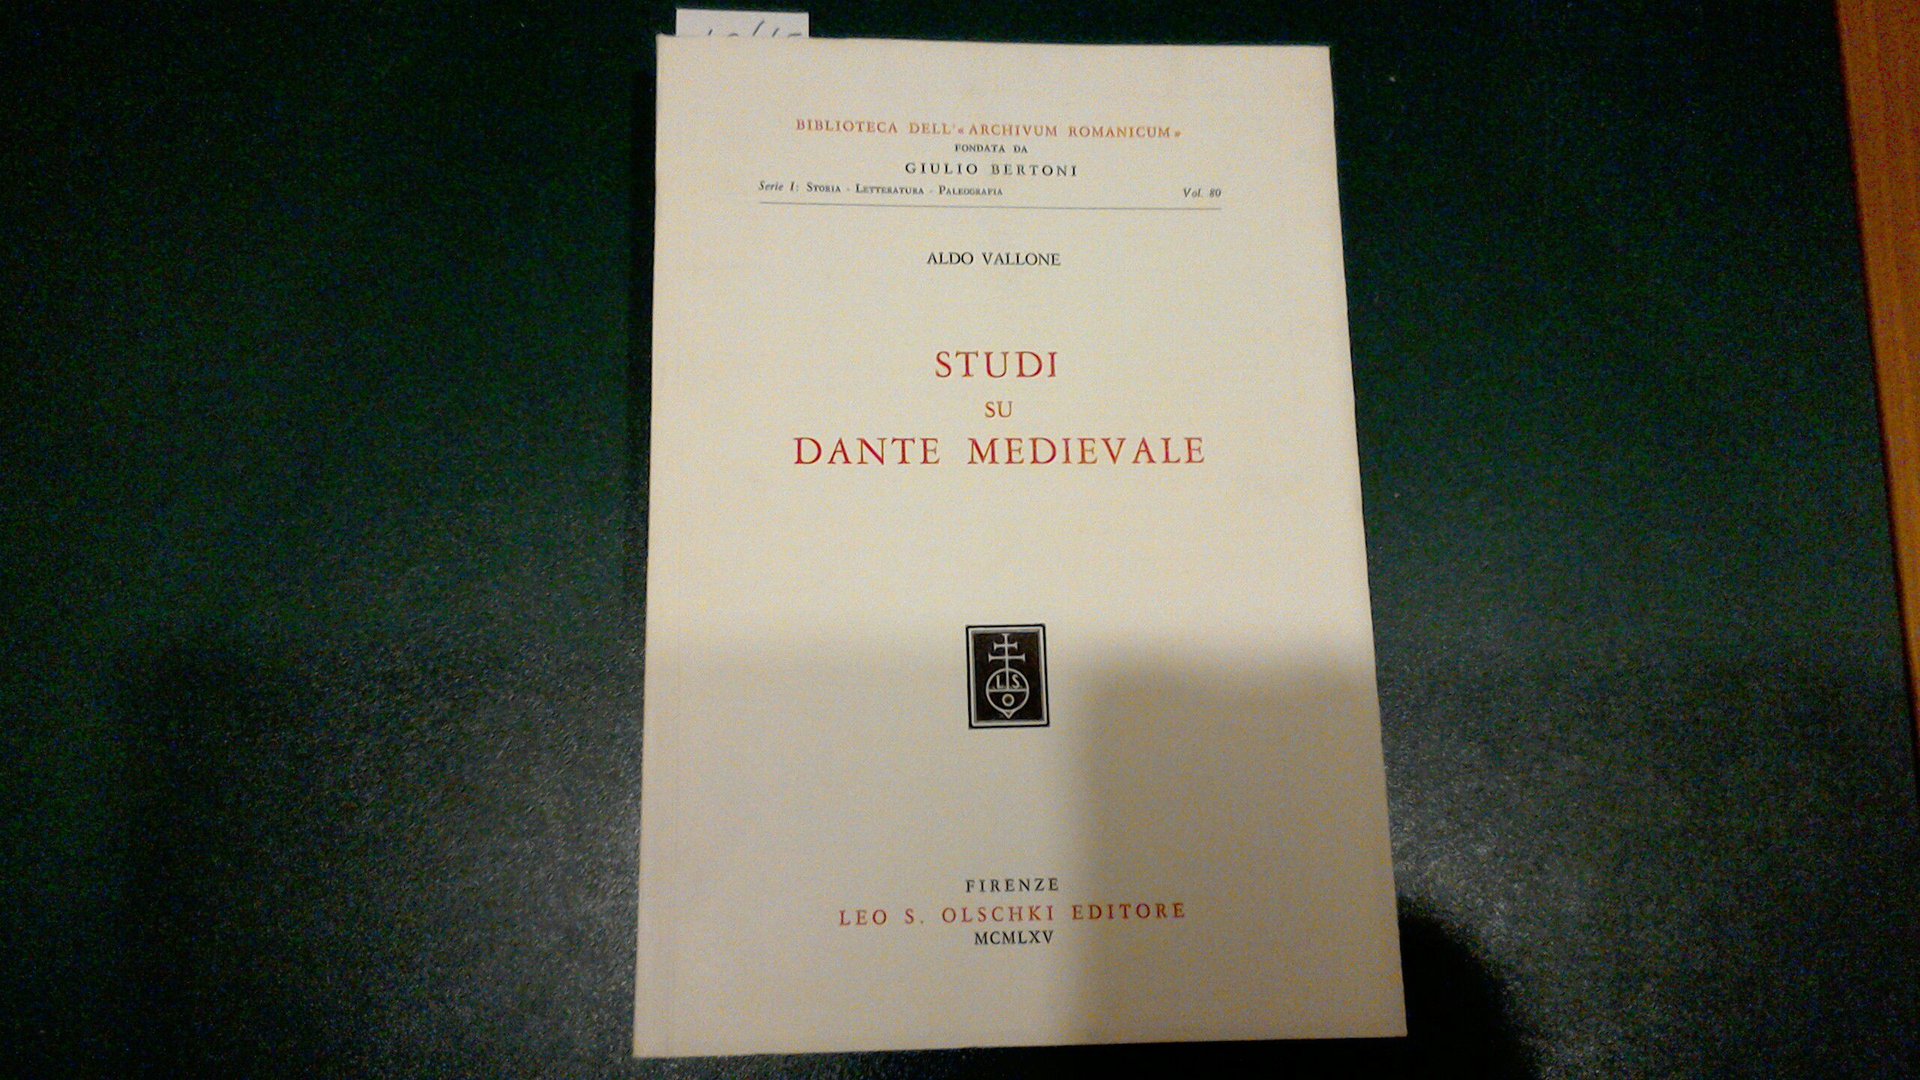 BIBLIOTECA DELL'« ARCHIVUM ROMANICUM »
FONDATA DA
GIULIO BERTONI
Serie I: STORIA - LETTERATURA - PALEOGRAFIA Vol. 80
ALDO VALLONE
STUDI
SU
DANTE MEDIEVALE
L S
O
FIRENZE
LEO S. OLSCHKI EDITORE
MCMLXV